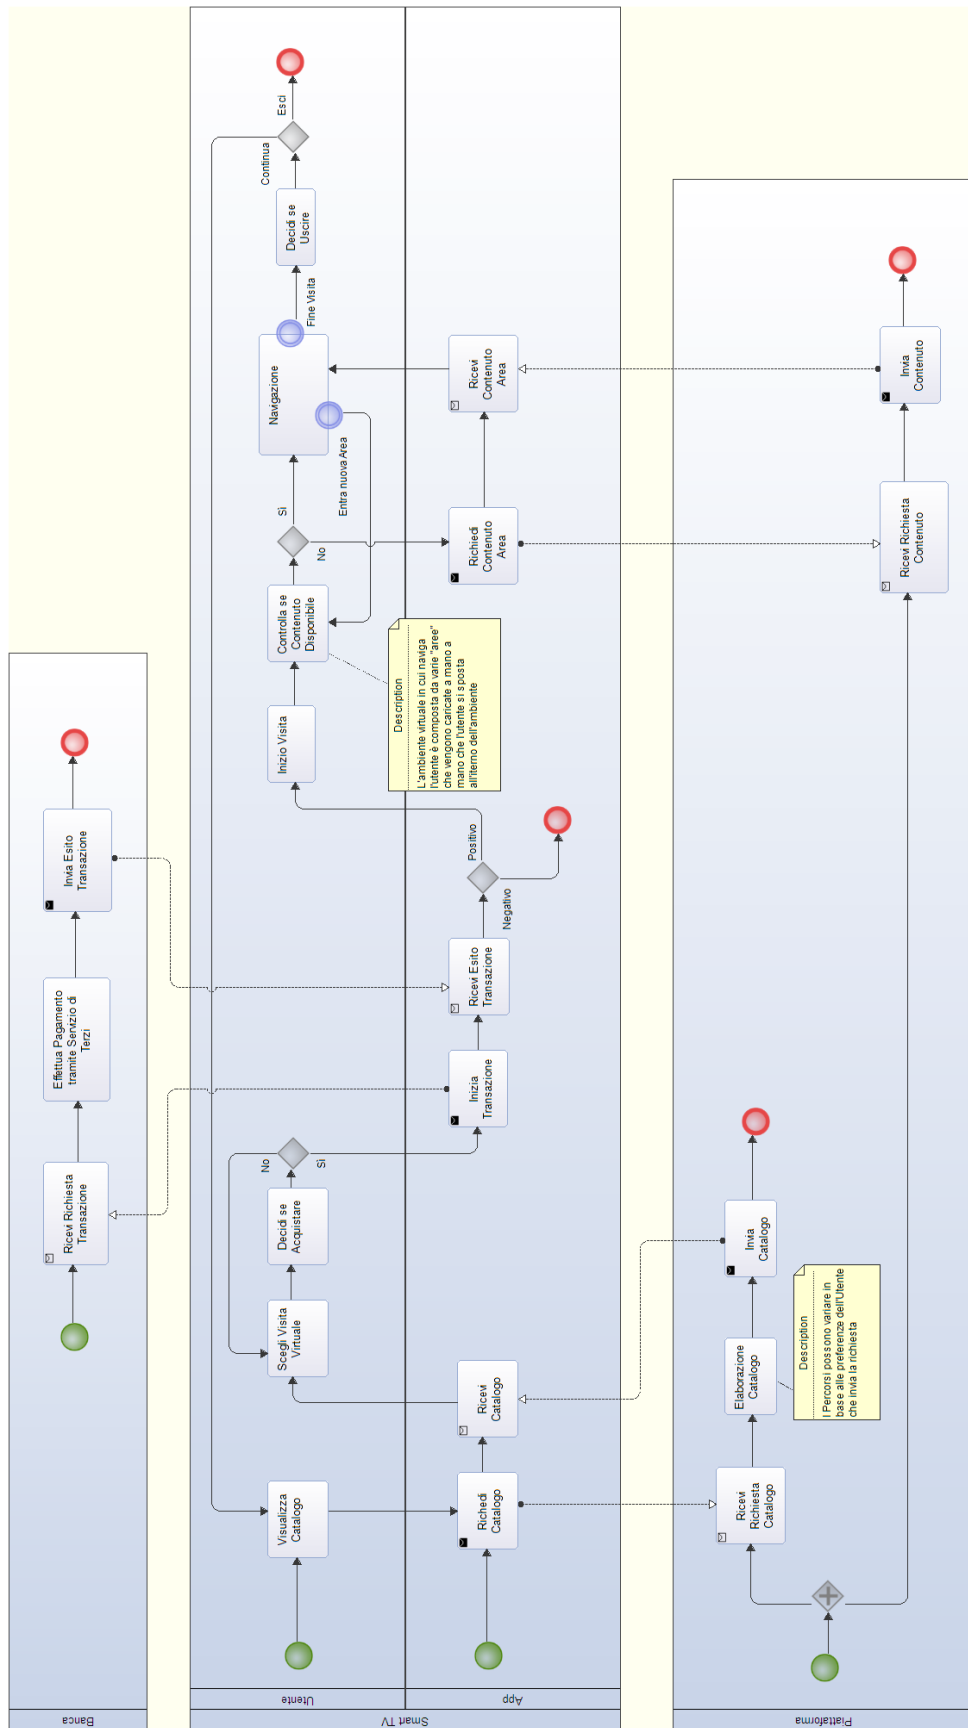 Banca
Ricevi Richiesta
Transazione
Effettua Pagamento
tramite Servizio di
Terzi
Invia Esito
Transazione
Smart TV
Utente
Visualizza
Catalogo
Scegli Visita
Virtuale
Decidi se
Acquistare
No
Sì
Inizio Visita
Controlla se
Contenuto
Disponibile
Sì
No
Navigazione
Entra nuova Area
Fine Visita
Decidi se
Uscire
Continua
Esci
App
Richedi
Catalogo
Ricevi
Catalogo
Inizia
Transazione
Ricevi Esito
Transazione
Positivo
Negativo
Description
L'ambiente virtuale in cui naviga
l'utente è composta da varie "aree"
che vengono caricate a mano a
mano che l'utente si sposta
all'iterno dell'ambiente
Richiedi
Contenuto
Area
Ricevi
Contenuto
Area
Piattaforma
Ricevi
Richiesta
Catalogo
Elaborazione
Catalogo
Invia
Catalogo
Description
I Percorsi possono variare in
base alle preferenze dell'Utente
che invia la richiesta
Ricevi Richiesta
Contenuto
Invia
Contenuto